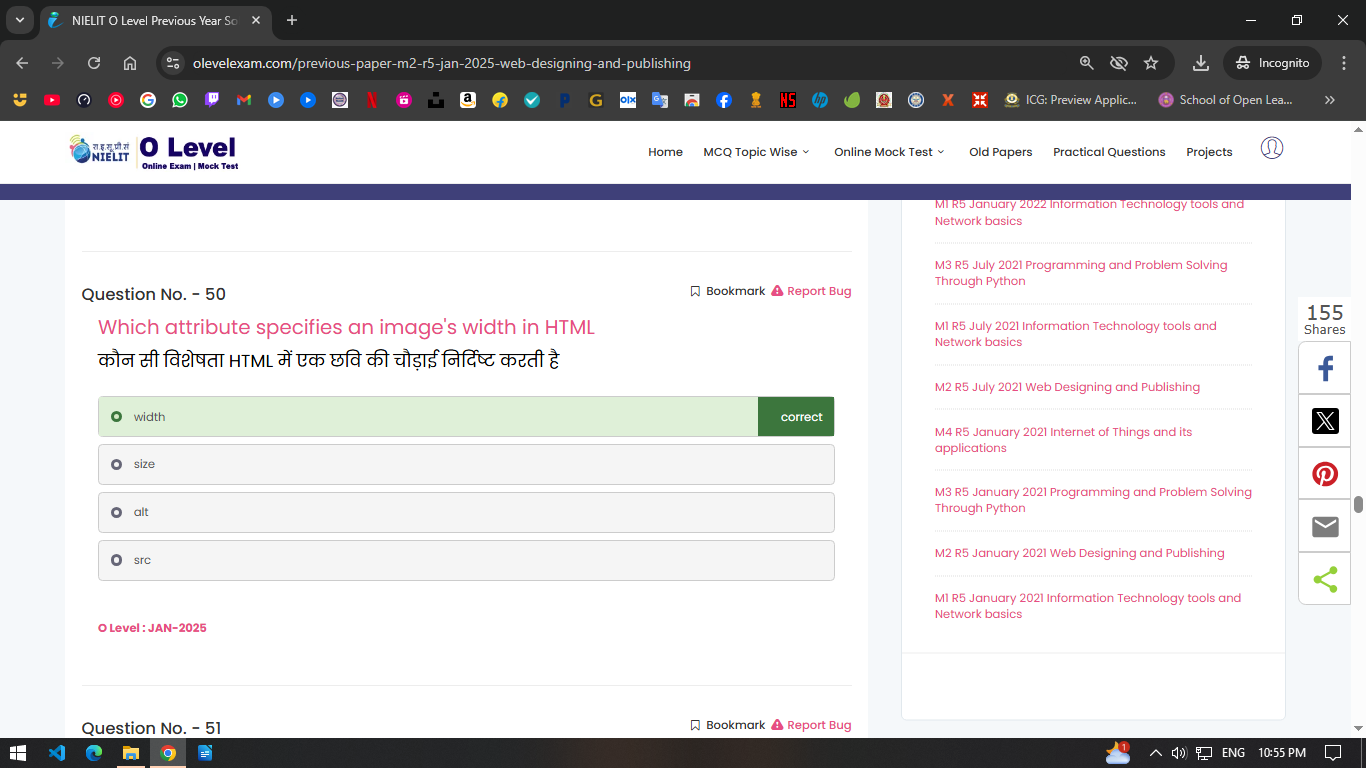 NIELIT O Level Previous Year So
olevelexam.com/previous-paper-m2-r5-jan-2025-web-designing-and-publishing
Incognito
ICG: Preview Applic...
School of Open Lea...
NIELIT
O Level
Online Exam | Mock Test
Home
MCQ Topic Wise
Online Mock Test
Old Papers
Practical Questions
Projects
Question No. - 50
Bookmark
Report Bug
Which attribute specifies an image's width in HTML
कौन सी विशेषता HTML में एक छवि की चौड़ाई निर्दिष्ट करती है
width
correct
size
alt
src
O Level : JAN-2025
Question No. - 51
Bookmark
Report Bug
M1 R5 January 2022 Information Technology tools and
Network basics
M3 R5 July 2021 Programming and Problem Solving
Through Python
M1 R5 July 2021 Information Technology tools and
Network basics
M2 R5 July 2021 Web Designing and Publishing
M4 R5 January 2021 Internet of Things and its
applications
M3 R5 January 2021 Programming and Problem Solving
Through Python
M2 R5 January 2021 Web Designing and Publishing
M1 R5 January 2021 Information Technology tools and
Network basics
155
Shares
1
ENG
10:55 PM